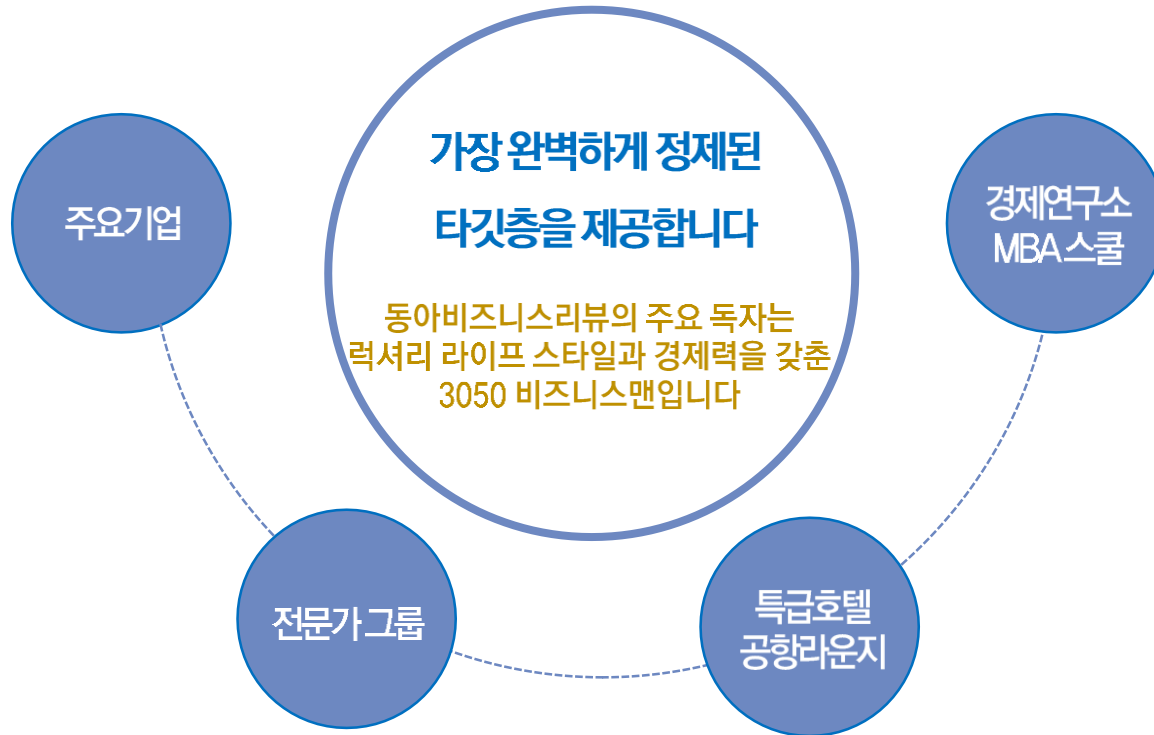 가장 완벽하게 정제된
타깃층을 제공합니다
동아비즈니스리뷰의 주요 독자는
럭셔리 라이프 스타일과 경제력을 갖춘
3050 비즈니스맨입니다
주요기업
전문가 그룹
특급호텔
공항라운지
경제연구소
MBA 스쿨